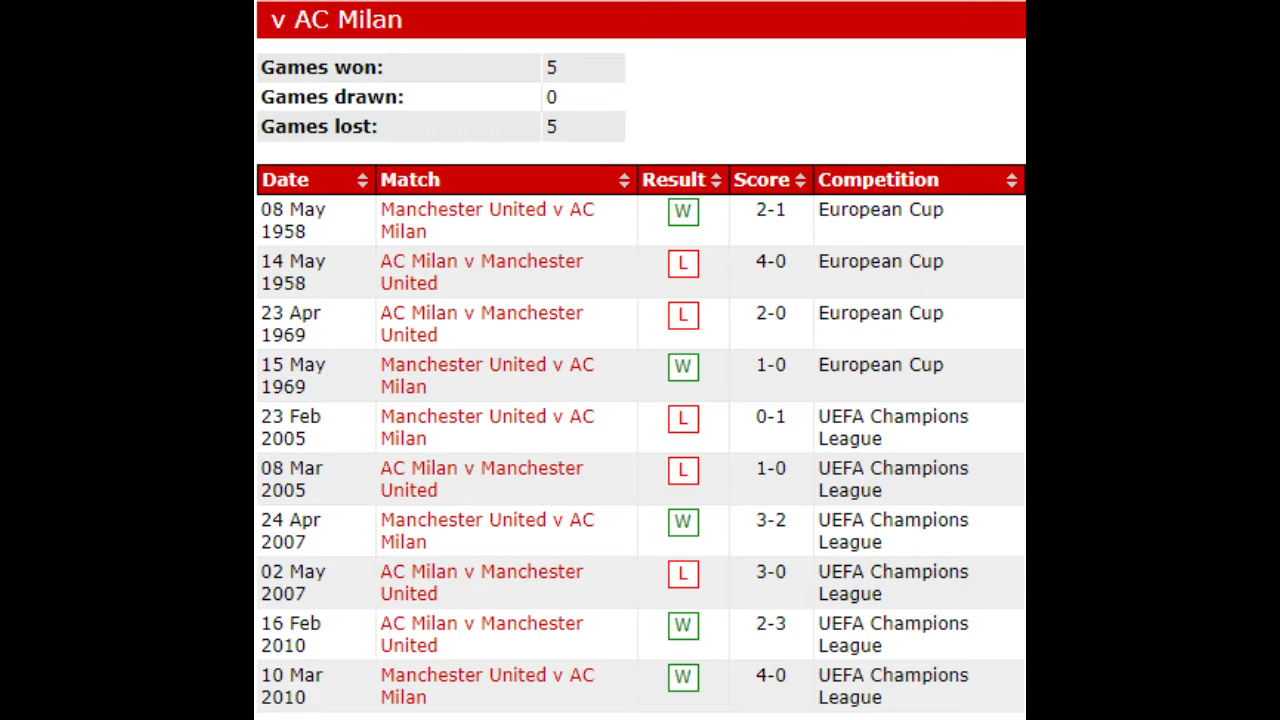 v AC Milan
Games won: 5
Games drawn: 0
Games lost: 5
Date Match Result Score Competition
08 May Manchester United v AC W 2-1 European Cup
1958 Milan
14 May AC Milan v Manchester L 4-0 European Cup
1958 United
23 Apr AC Milan v Manchester L 2-0 European Cup
1969 United
15 May Manchester United v AC W 1-0 European Cup
1969 Milan
23 Feb Manchester United v AC L 0-1 UEFA Champions
2005 Milan League
08 Mar AC Milan v Manchester L 1-0 UEFA Champions
2005 United League
24 Apr Manchester United v AC W 3-2 UEFA Champions
2007 Milan League
02 May AC Milan v Manchester L 3-0 UEFA Champions
2007 United League
16 Feb AC Milan v Manchester W 2-3 UEFA Champions
2010 United League
10 Mar Manchester United v AC W 4-0 UEFA Champions
2010 Milan League